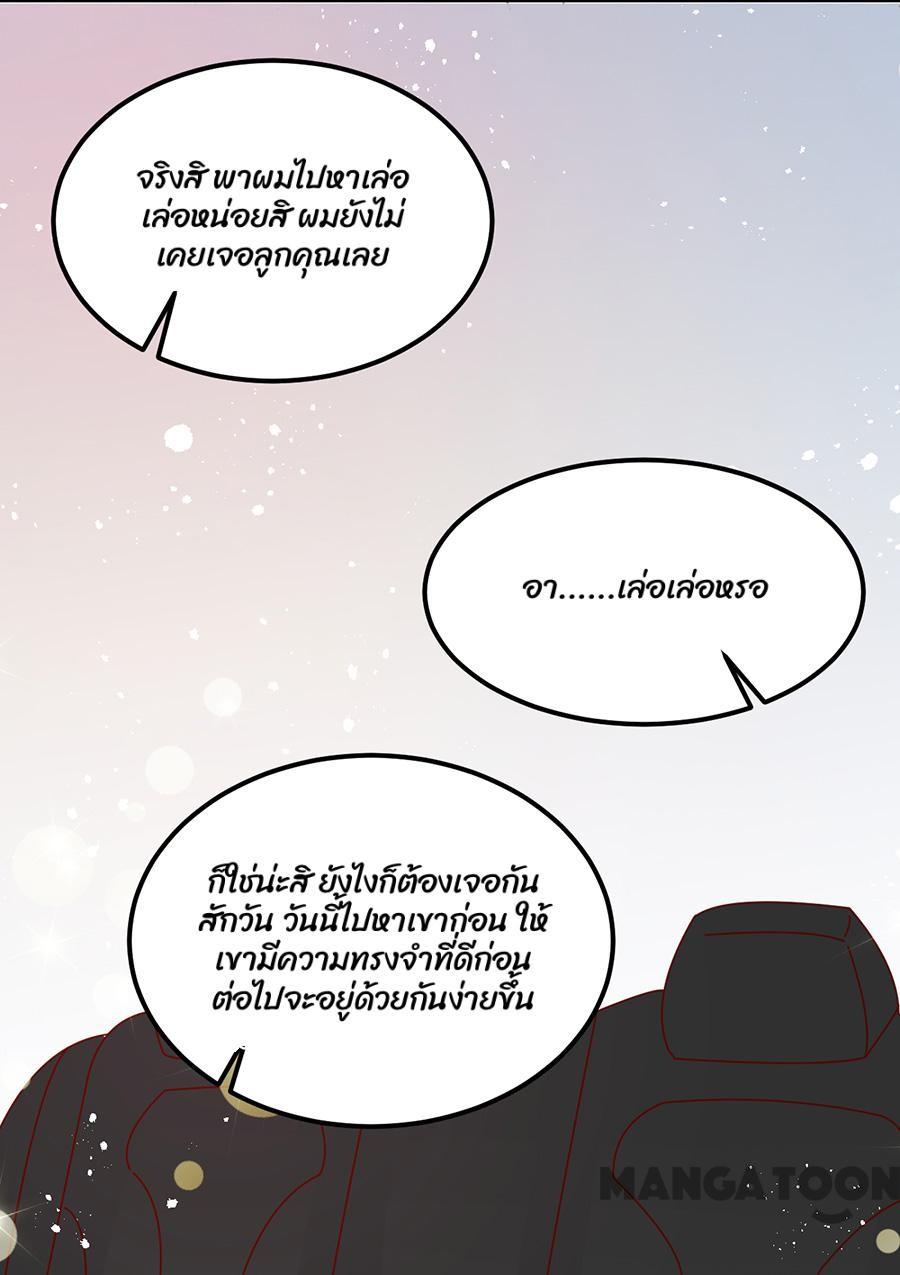 จริงสิ พาผมไปหาเล่อ
เล่อหน่อยสิ ผมยังไม่
เคยเจอลูกคุณเลย
อา......เล่อเล่อหรอ
ก็ใช่น่ะสิ ยังไงก็ต้องเจอกัน
สักวัน วันนี้ไปหาเขาก่อน ให้
เขามีความทรงจำที่ดีก่อน
ต่อไปจะอยู่ด้วยกันง่ายขึ้น
MANGATOON